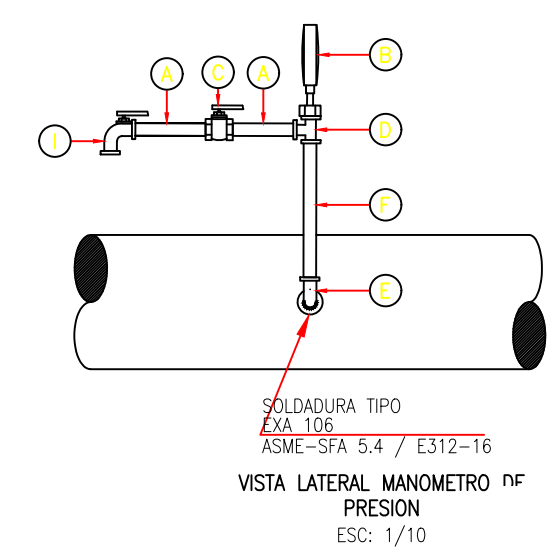 B
A
C
A
I
D
F
E
SOLDADURA TIPO
EXA 106
ASME-SFA 5.4 / E312-16
VISTA LATERAL MANOMETRO DE
PRESION
ESC: 1/10